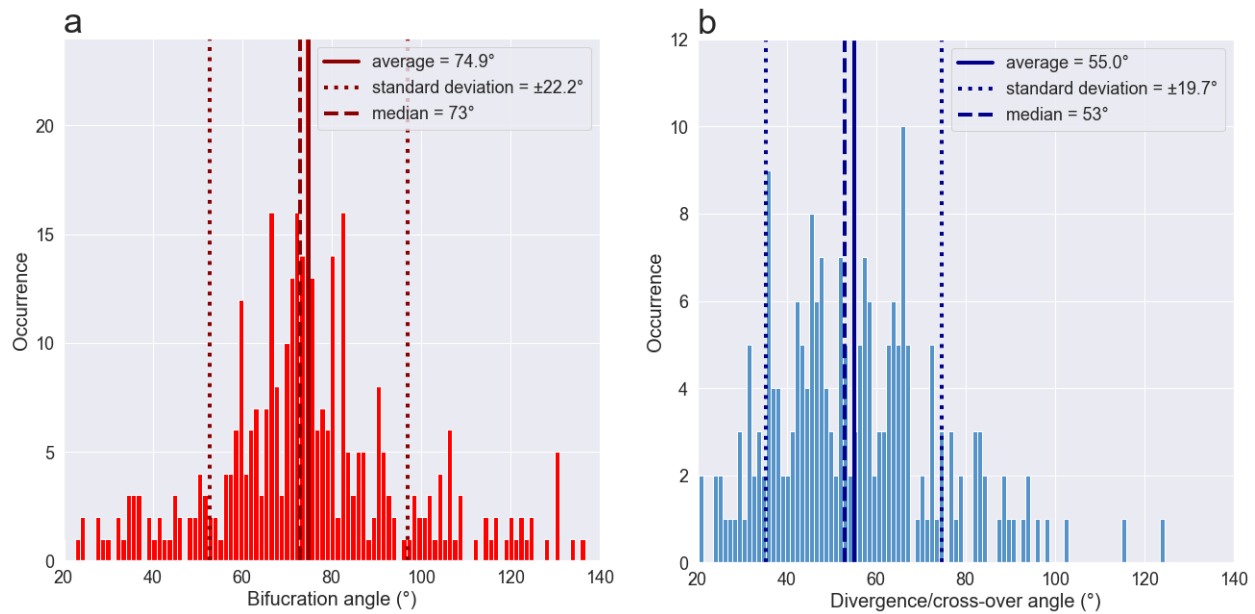 a
average = 74.9°
standard deviation = ±22.2°
median = 73°
Occurrence
20
15
10
5
0
20 40 60 80 100 120 140
Bifucration angle (°)
b
average = 55.0°
standard deviation = ±19.7°
median = 53°
Occurrence
12
10
8
6
4
2
0
20 40 60 80 100 120 140
Divergence/cross-over angle (°)